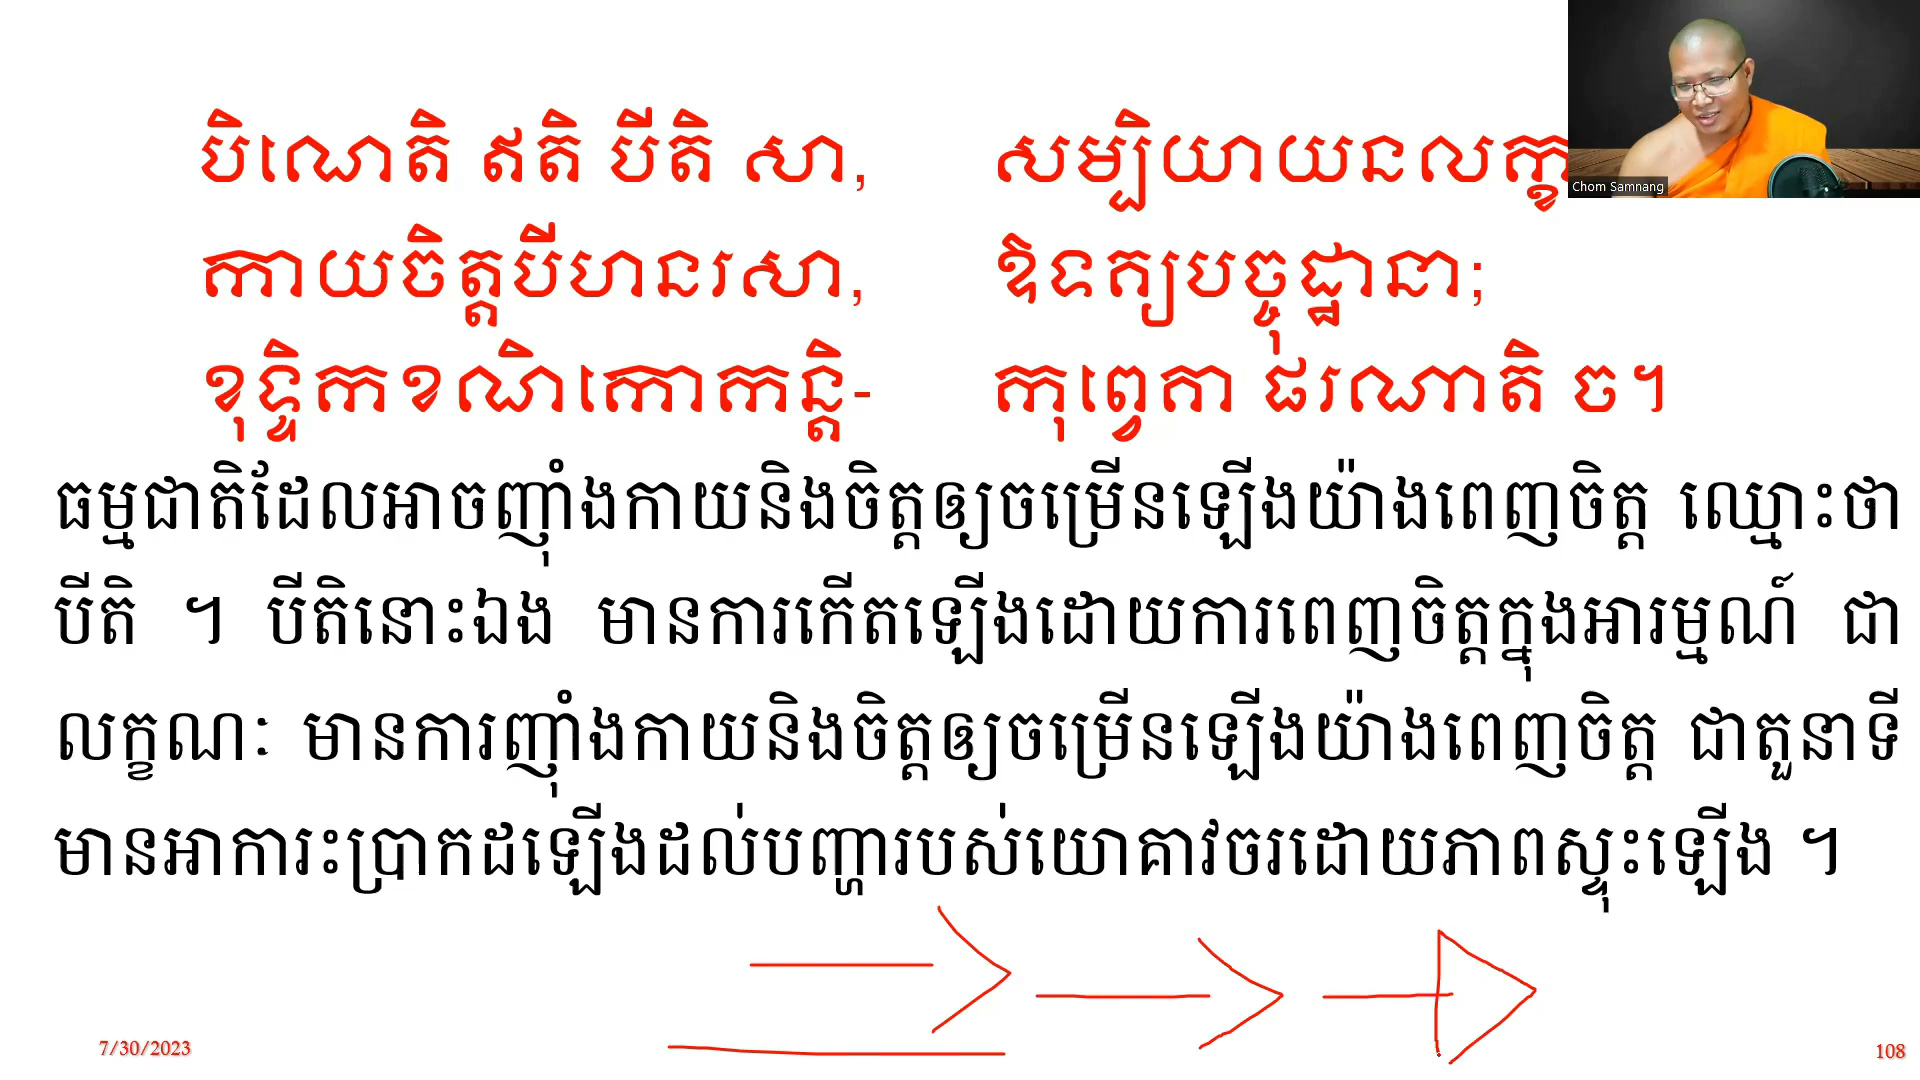 បិណេតិ ឥតិ បីតិ សា, សម្បិយាយនលក្ខ
Chom Samnang
កាយចិត្តបីហនរសា, ឱទគ្យបច្ចុដ្ឋានា;
ខុទ្ទិកខណិកោកន្តិ- កុព្វេគា ផរណាតិ ច។
ធម្មជាតិដែលអាចញ៉ាំងកាយនិងចិត្តឲ្យចម្រើនឡើងយ៉ាងពេញចិត្ត ឈ្មោះថា
បីតិ ។ បីតិនោះឯង មានការកើតឡើងដោយការពេញចិត្តក្នុងអារម្មណ៍ ជា
លក្ខណៈ មានការញ៉ាំងកាយនិងចិត្តឲ្យចម្រើនឡើងយ៉ាងពេញចិត្ត ជាតួនាទី
មានអាការះប្រាកដឡើងដល់បញ្ហារបស់យោគាវចរដោយភាពស្ទុះឡើង ។
7/30/2023
108